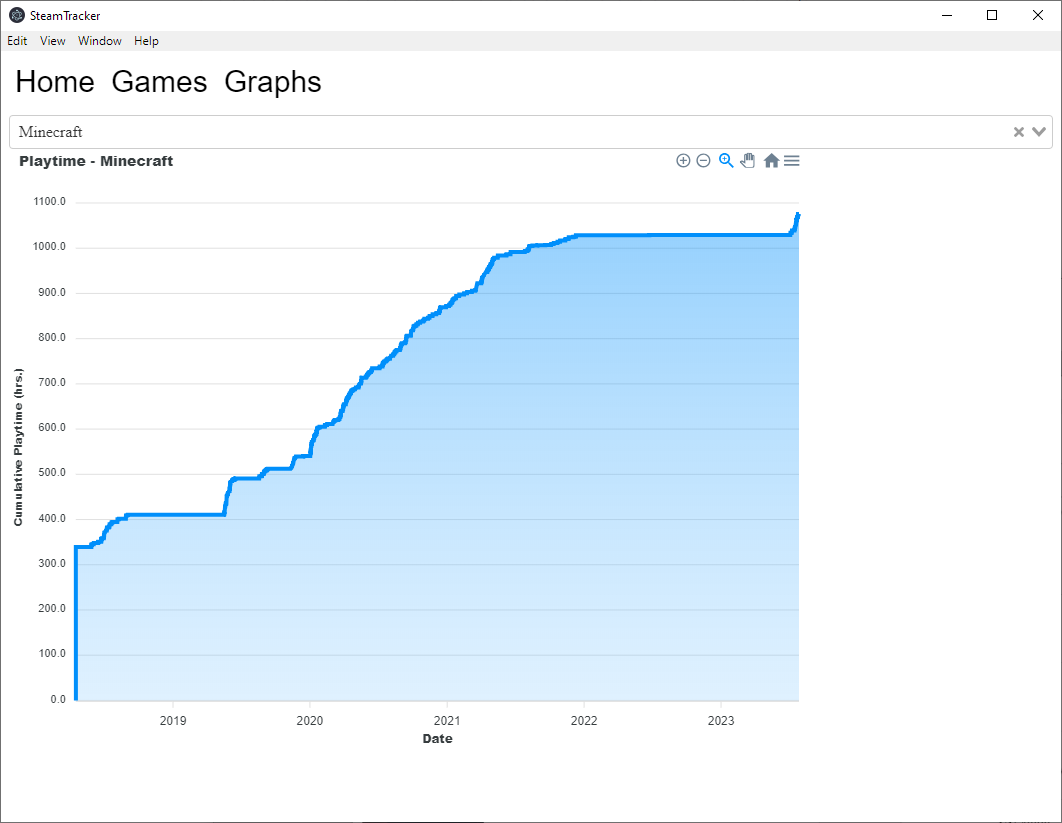 SteamTracker
Edit View Window Help
Home Games Graphs
Minecraft
Playtime - Minecraft
1100.0
1000.0
900.0
800.0
700.0
600.0
500.0
400.0
300.0
200.0
100.0
0.0
Cumulative Playtime (hrs.)
2019 2020 2021 2022 2023
Date